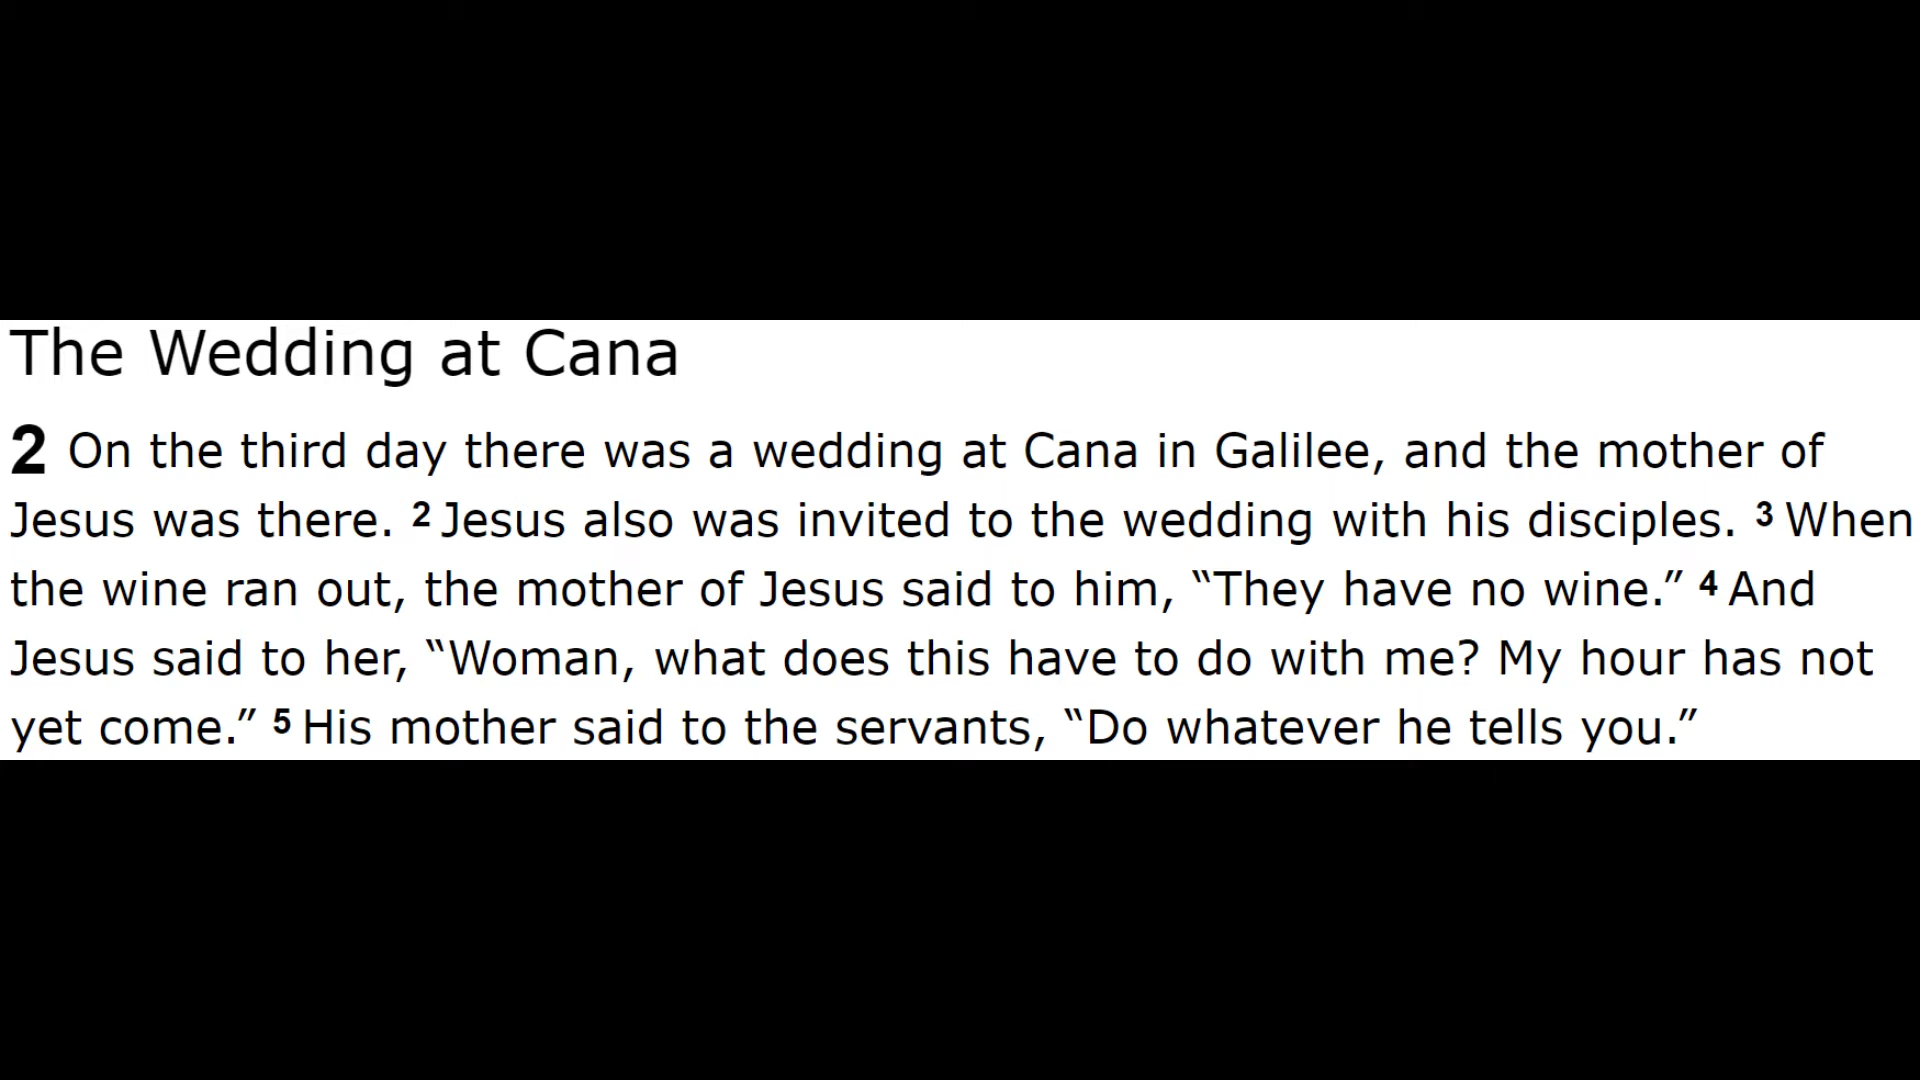 The Wedding at Cana
2 On the third day there was a wedding at Cana in Galilee, and the mother of
Jesus was there. 2 Jesus also was invited to the wedding with his disciples. 3 When
the wine ran out, the mother of Jesus said to him, “They have no wine.” 4 And
Jesus said to her, “Woman, what does this have to do with me? My hour has not
yet come.” 5 His mother said to the servants, “Do whatever he tells you.”